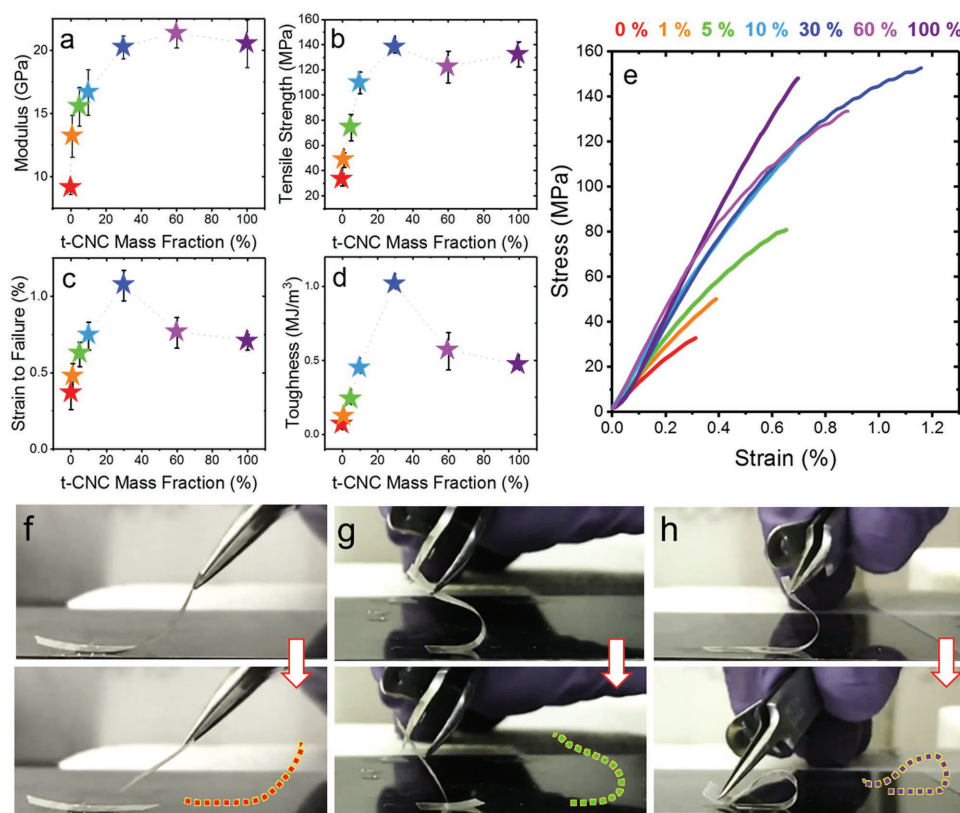 0 % 1 % 5 % 10 % 30 % 60 % 100 %
a
Modulus (GPa)
20
15
10
0 20 40 60 80 100
t-CNC Mass Fraction (%)
b
Tensile Strength (MPa)
160
140
120
100
80
60
40
20
0 20 40 60 80 100
t-CNC Mass Fraction (%)
c
Strain to Failure (%)
1.0
0.5
0.0
0 20 40 60 80 100
t-CNC Mass Fraction (%)
d
Toughness (MJ/m³)
1.0
0.5
0.0
0 20 40 60 80 100
t-CNC Mass Fraction (%)
e
Stress (MPa)
160
140
120
100
80
60
40
20
0
0.0 0.2 0.4 0.6 0.8 1.0 1.2
Strain (%)
f
g
h